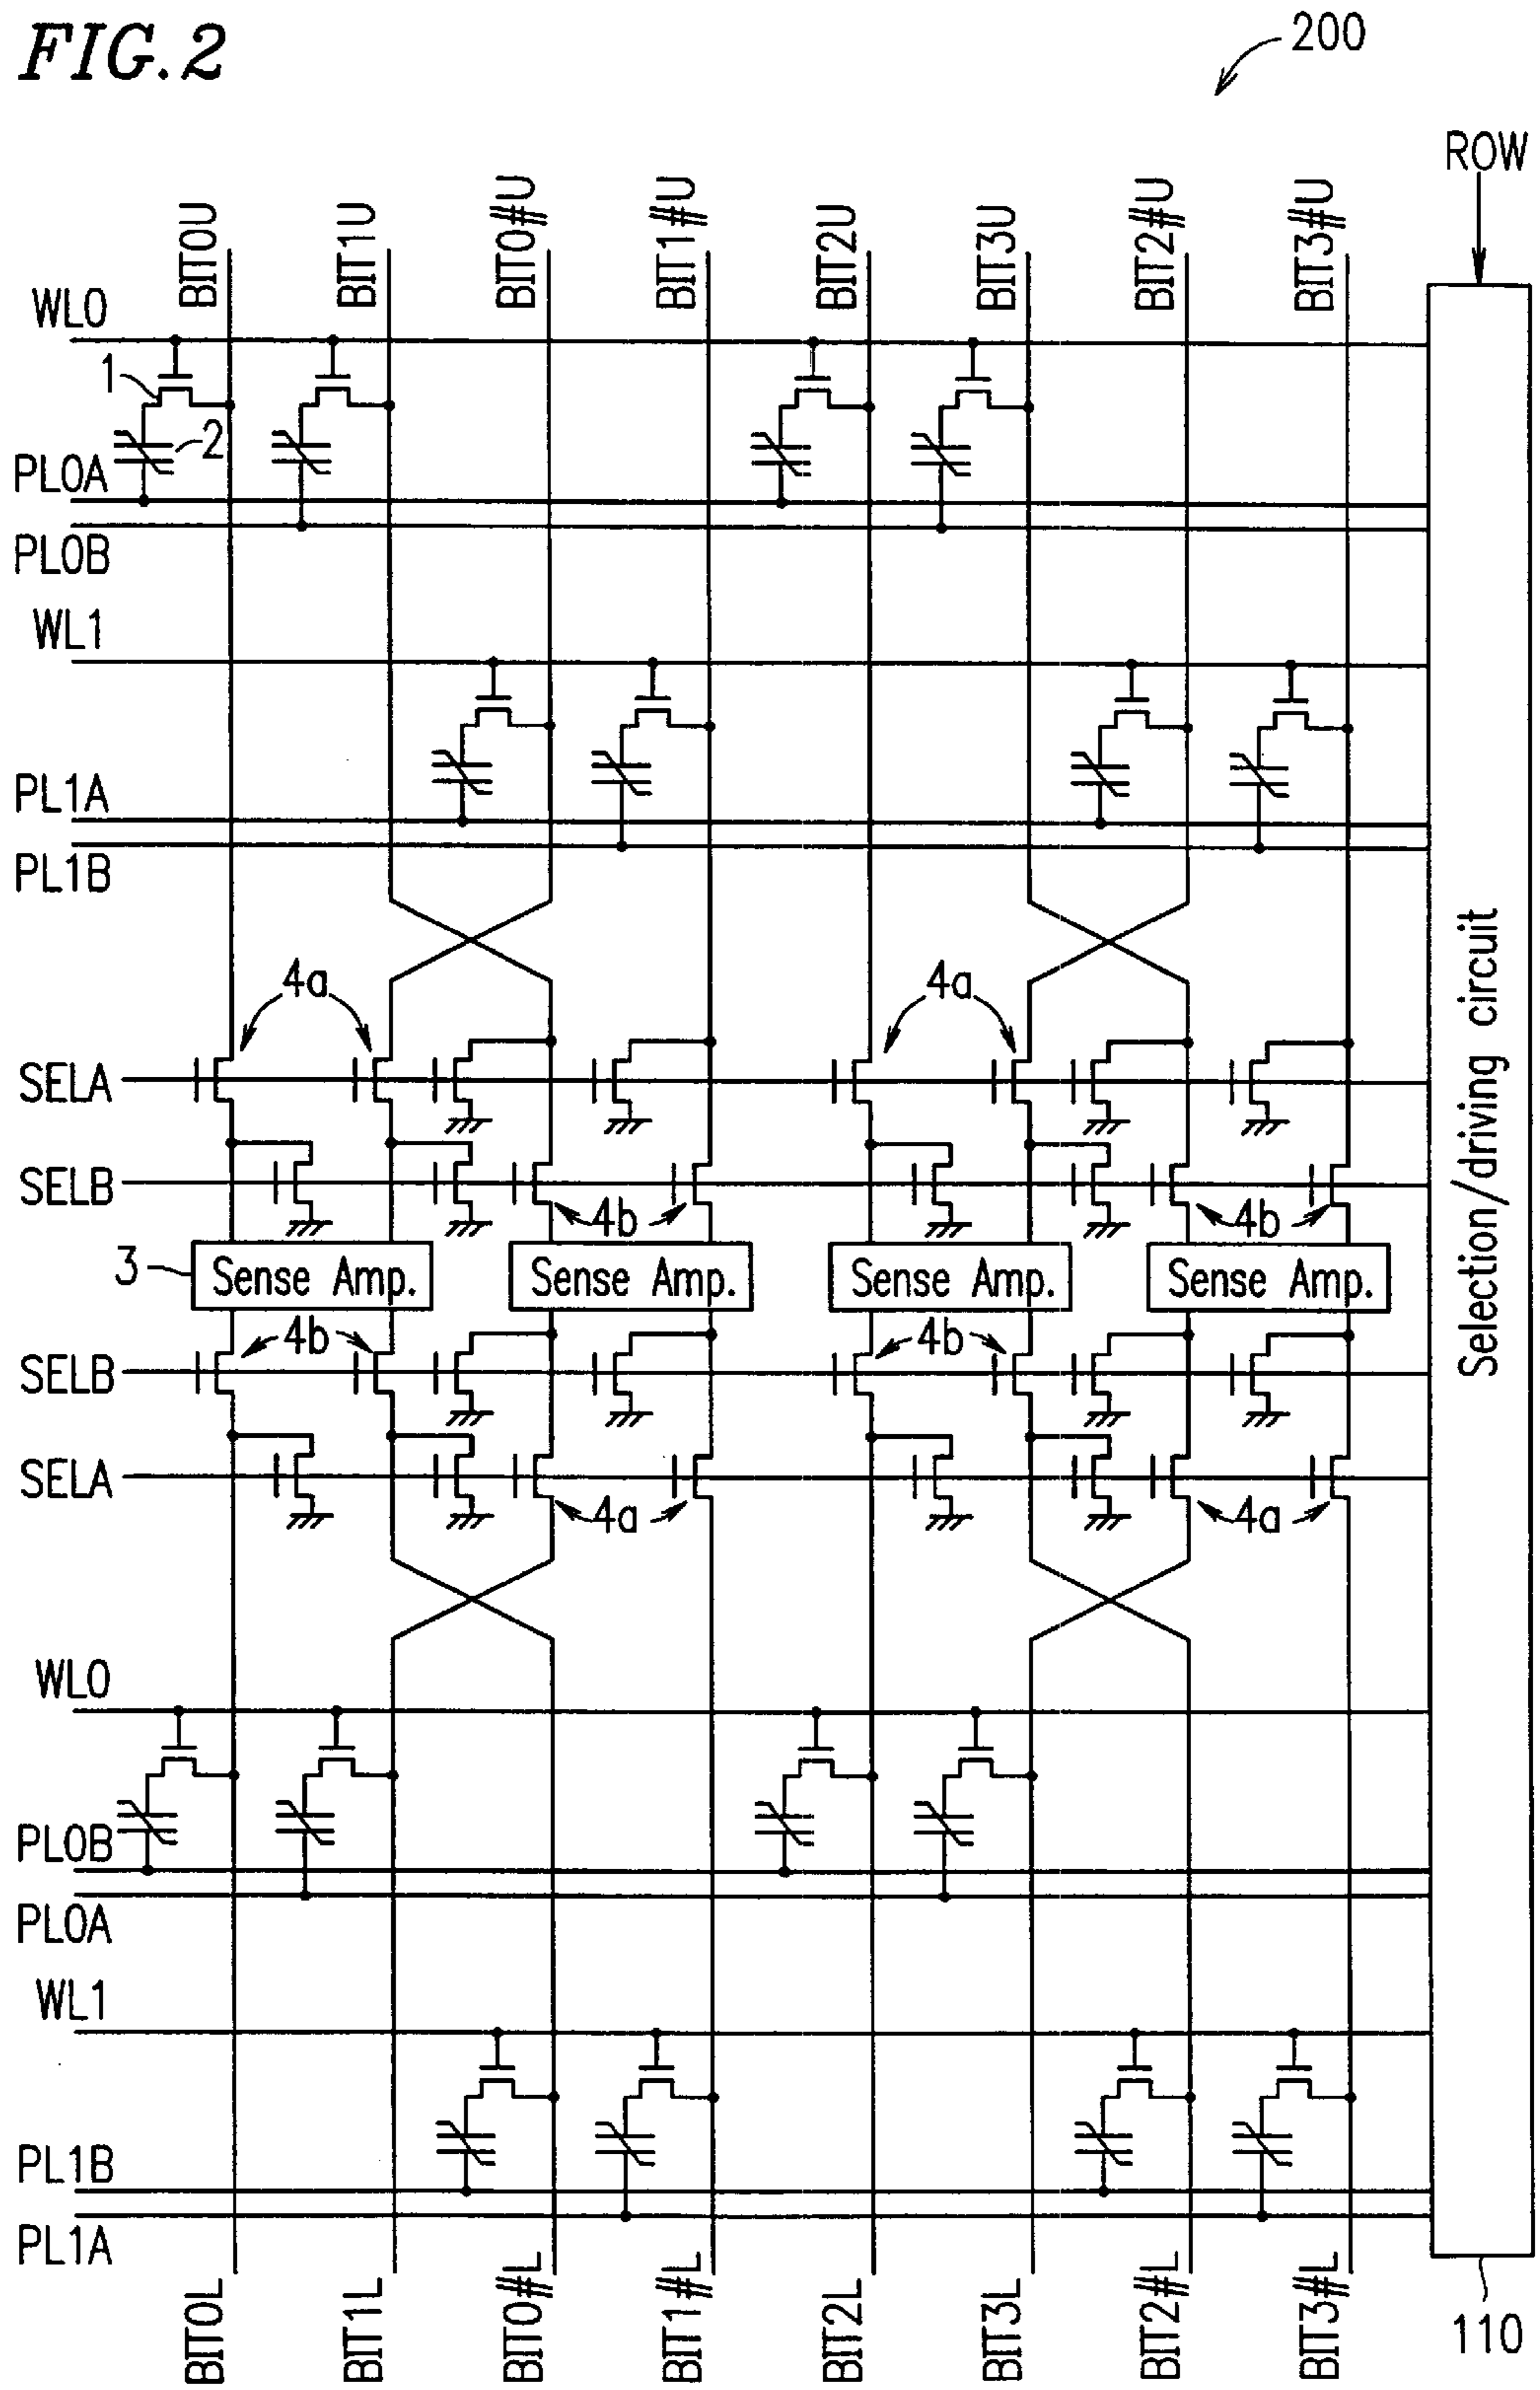 FIG.2
200
ROW
BIT0U
BIT1U
BIT0#U
BIT1#U
BIT2U
BIT3U
BIT2#U
BIT3#U
WL0
1
2
PL0A
PL0B
WL1
PL1A
PL1B
4a
4a
SELA
SELB
4b
4b
3
Sense Amp.
Sense Amp.
Sense Amp.
Sense Amp.
Selection/driving circuit
4b
4b
SELB
SELA
4a
4a
WL0
PL0B
PL0A
WL1
PL1B
PL1A
BIT0L
BIT1L
BIT0#L
BIT1#L
BIT2L
BIT3L
BIT2#L
BIT3#L
110